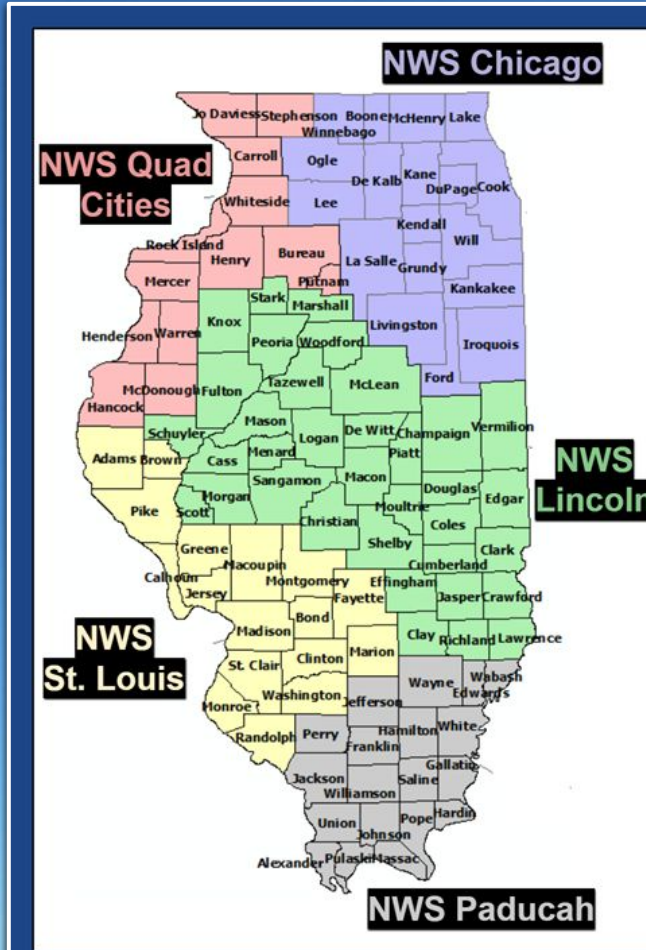 NWS Chicago
Jo Daviess Stephenson Boone McHenry Lake
Winnebago
NWS Quad
Cities
Carroll Ogle
De Kalb Kane
DuPage Cook
Whiteside Lee
Kendall
Will
Rock Island Henry Bureau La Salle
Grundy
Mercer Putnam Kankakee
Stark Marshall
Knox Livingston
Henderson Warren Peoria Woodford Iroquois
Tazewell McLean Ford
McDonough Fulton
Hancock
Mason
Schuyler Logan De Witt Champaign Vermilion
Adams Brown Cass Menard Piatt
Macon
NWS
Lincoln
Morgan Sangamon Douglas Edgar
Pike Scott Moultrie
Christian Coles
Greene Shelby Clark
Macoupin Cumberland
Calhoun Montgomery Effingham
Jersey Fayette Jasper Crawford
Bond
NWS
St. Louis
Madison Clay Richland Lawrence
Marion
St. Clair Clinton
Wayne Wabash
Washington Jefferson Edwards
Monroe
Randolph Perry Hamilton White
Franklin
Jackson Saline Gallatin
Williamson
Union Pope Hardin
Johnson
Alexander Pulaski Massac
NWS Paducah